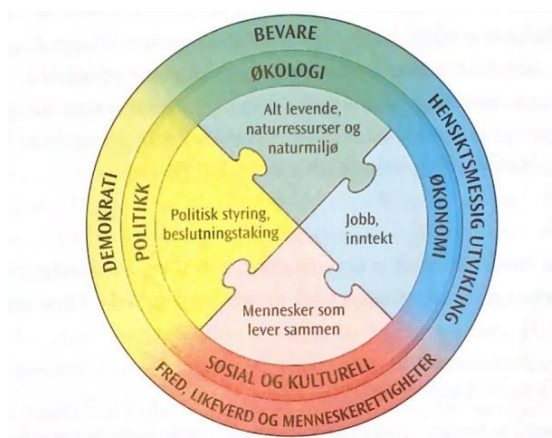 BEVARE
ØKOLOGI
Alt levende,
naturressurser og
naturmiljø
HENSIKTSMESSIG UTVIKLING
ØKONOMI
Jobb,
inntekt
DEMOKRATI
POLITIKK
Politisk styring,
beslutningstaking
Mennesker som
lever sammen
SOSIAL OG KULTURELL
FRED, LIKEVERD OG MENNESKERETTIGHETER